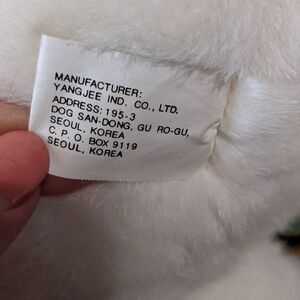 MANUFACTURER:
YANGJEE IND. CO., LTD.
ADDRESS: 195-3
DOG SAN-DONG, GU RO-GU,
SEOUL, KOREA
C. P. O. BOX 9119
SEOUL, KOREA